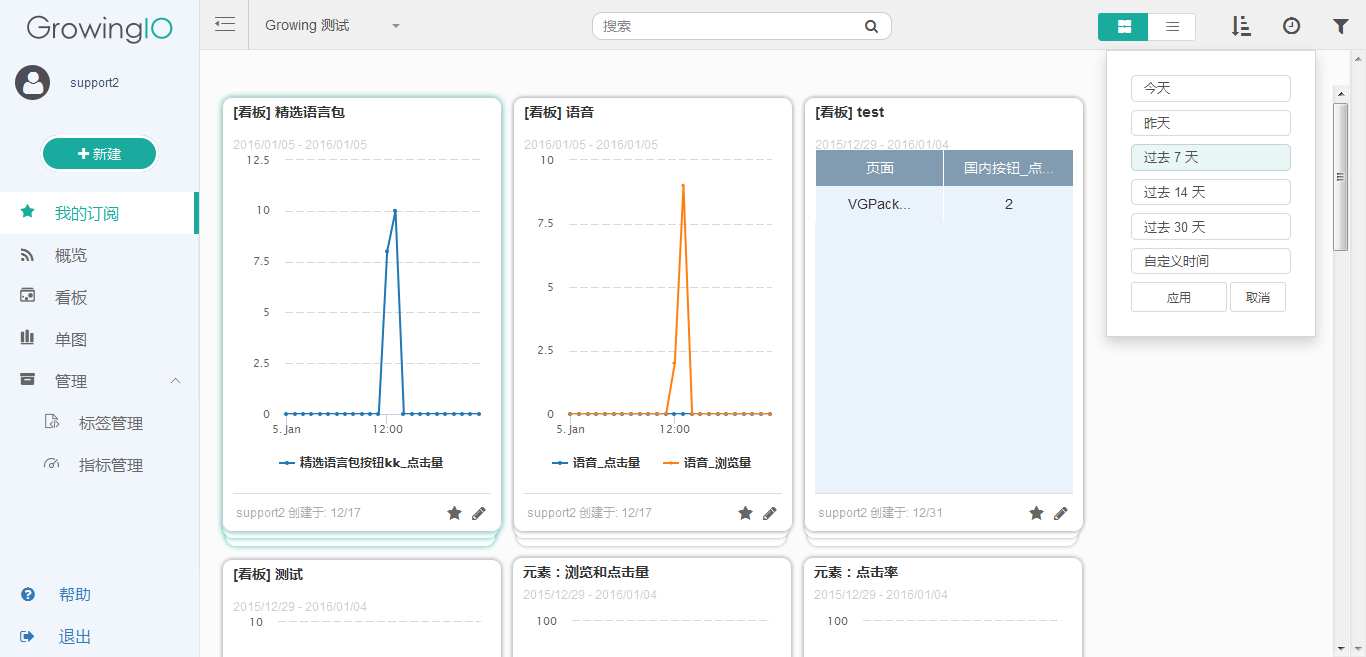 GrowingIO
support2
新建
我的订阅
概览
看板
单图
管理
标签管理
指标管理
帮助
退出
Growing 测试
搜索
今天
昨天
过去 7 天
过去 14 天
过去 30 天
自定义时间
应用 取消
[看板] 精选语言包
2016/01/05 - 2016/01/05
12.5
10
7.5
5
2.5
0
5. Jan 12:00
精选语言包按钮kk_点击量
support2 创建于: 12/17
[看板] 语音
2016/01/05 - 2016/01/05
10
7.5
5
2.5
0
5. Jan 12:00
语音_点击量 语音_浏览量
support2 创建于: 12/17
[看板] test
2015/12/29 - 2016/01/04
页面 国内按钮_点...
VGPack... 2
support2 创建于: 12/31
[看板] 测试
2015/12/29 - 2016/01/04
10
元素：浏览和点击量
2015/12/29 - 2016/01/04
100
元素：点击率
2015/12/29 - 2016/01/04
100